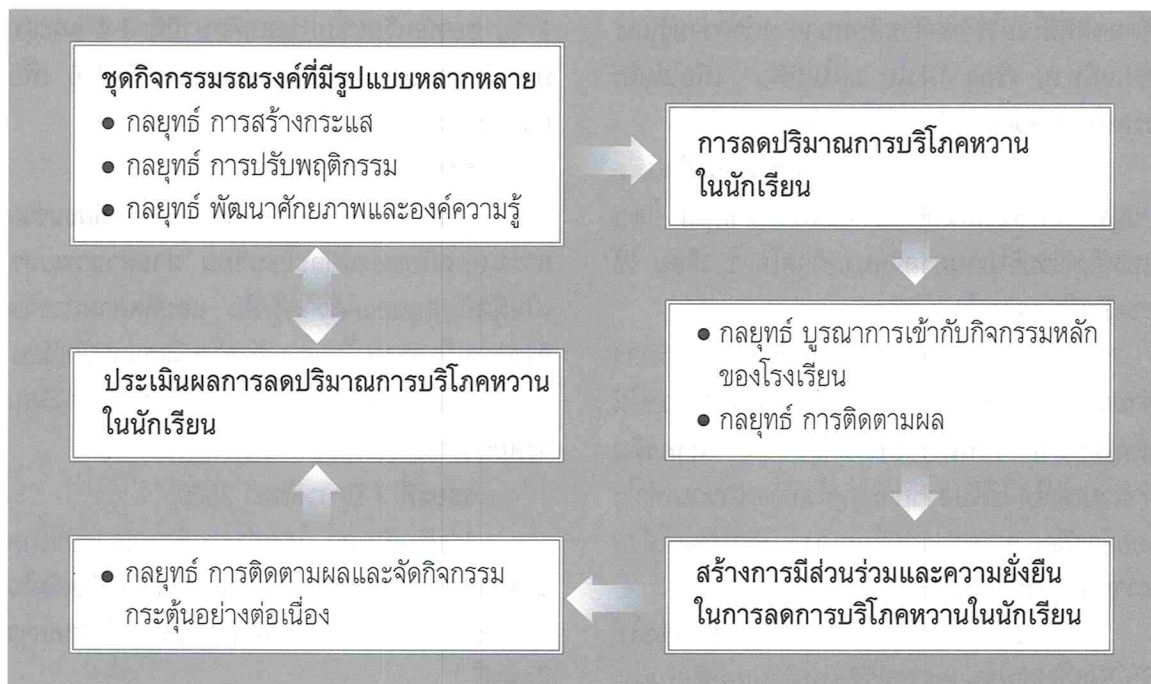 ชุดกิจกรรมรณรงค์ที่มีรูปแบบหลากหลาย
● กลยุทธ์ การสร้างกระแส
● กลยุทธ์ การปรับพฤติกรรม
● กลยุทธ์ พัฒนาศักยภาพและองค์ความรู้
การลดปริมาณการบริโภคหวาน
ในนักเรียน
● กลยุทธ์ บูรณาการเข้ากับกิจกรรมหลัก
ของโรงเรียน
● กลยุทธ์ การติดตามผล
สร้างการมีส่วนร่วมและความยั่งยืน
ในการลดการบริโภคหวานในนักเรียน
● กลยุทธ์ การติดตามผลและจัดกิจกรรม
กระตุ้นอย่างต่อเนื่อง
ประเมินผลการลดปริมาณการบริโภคหวาน
ในนักเรียน